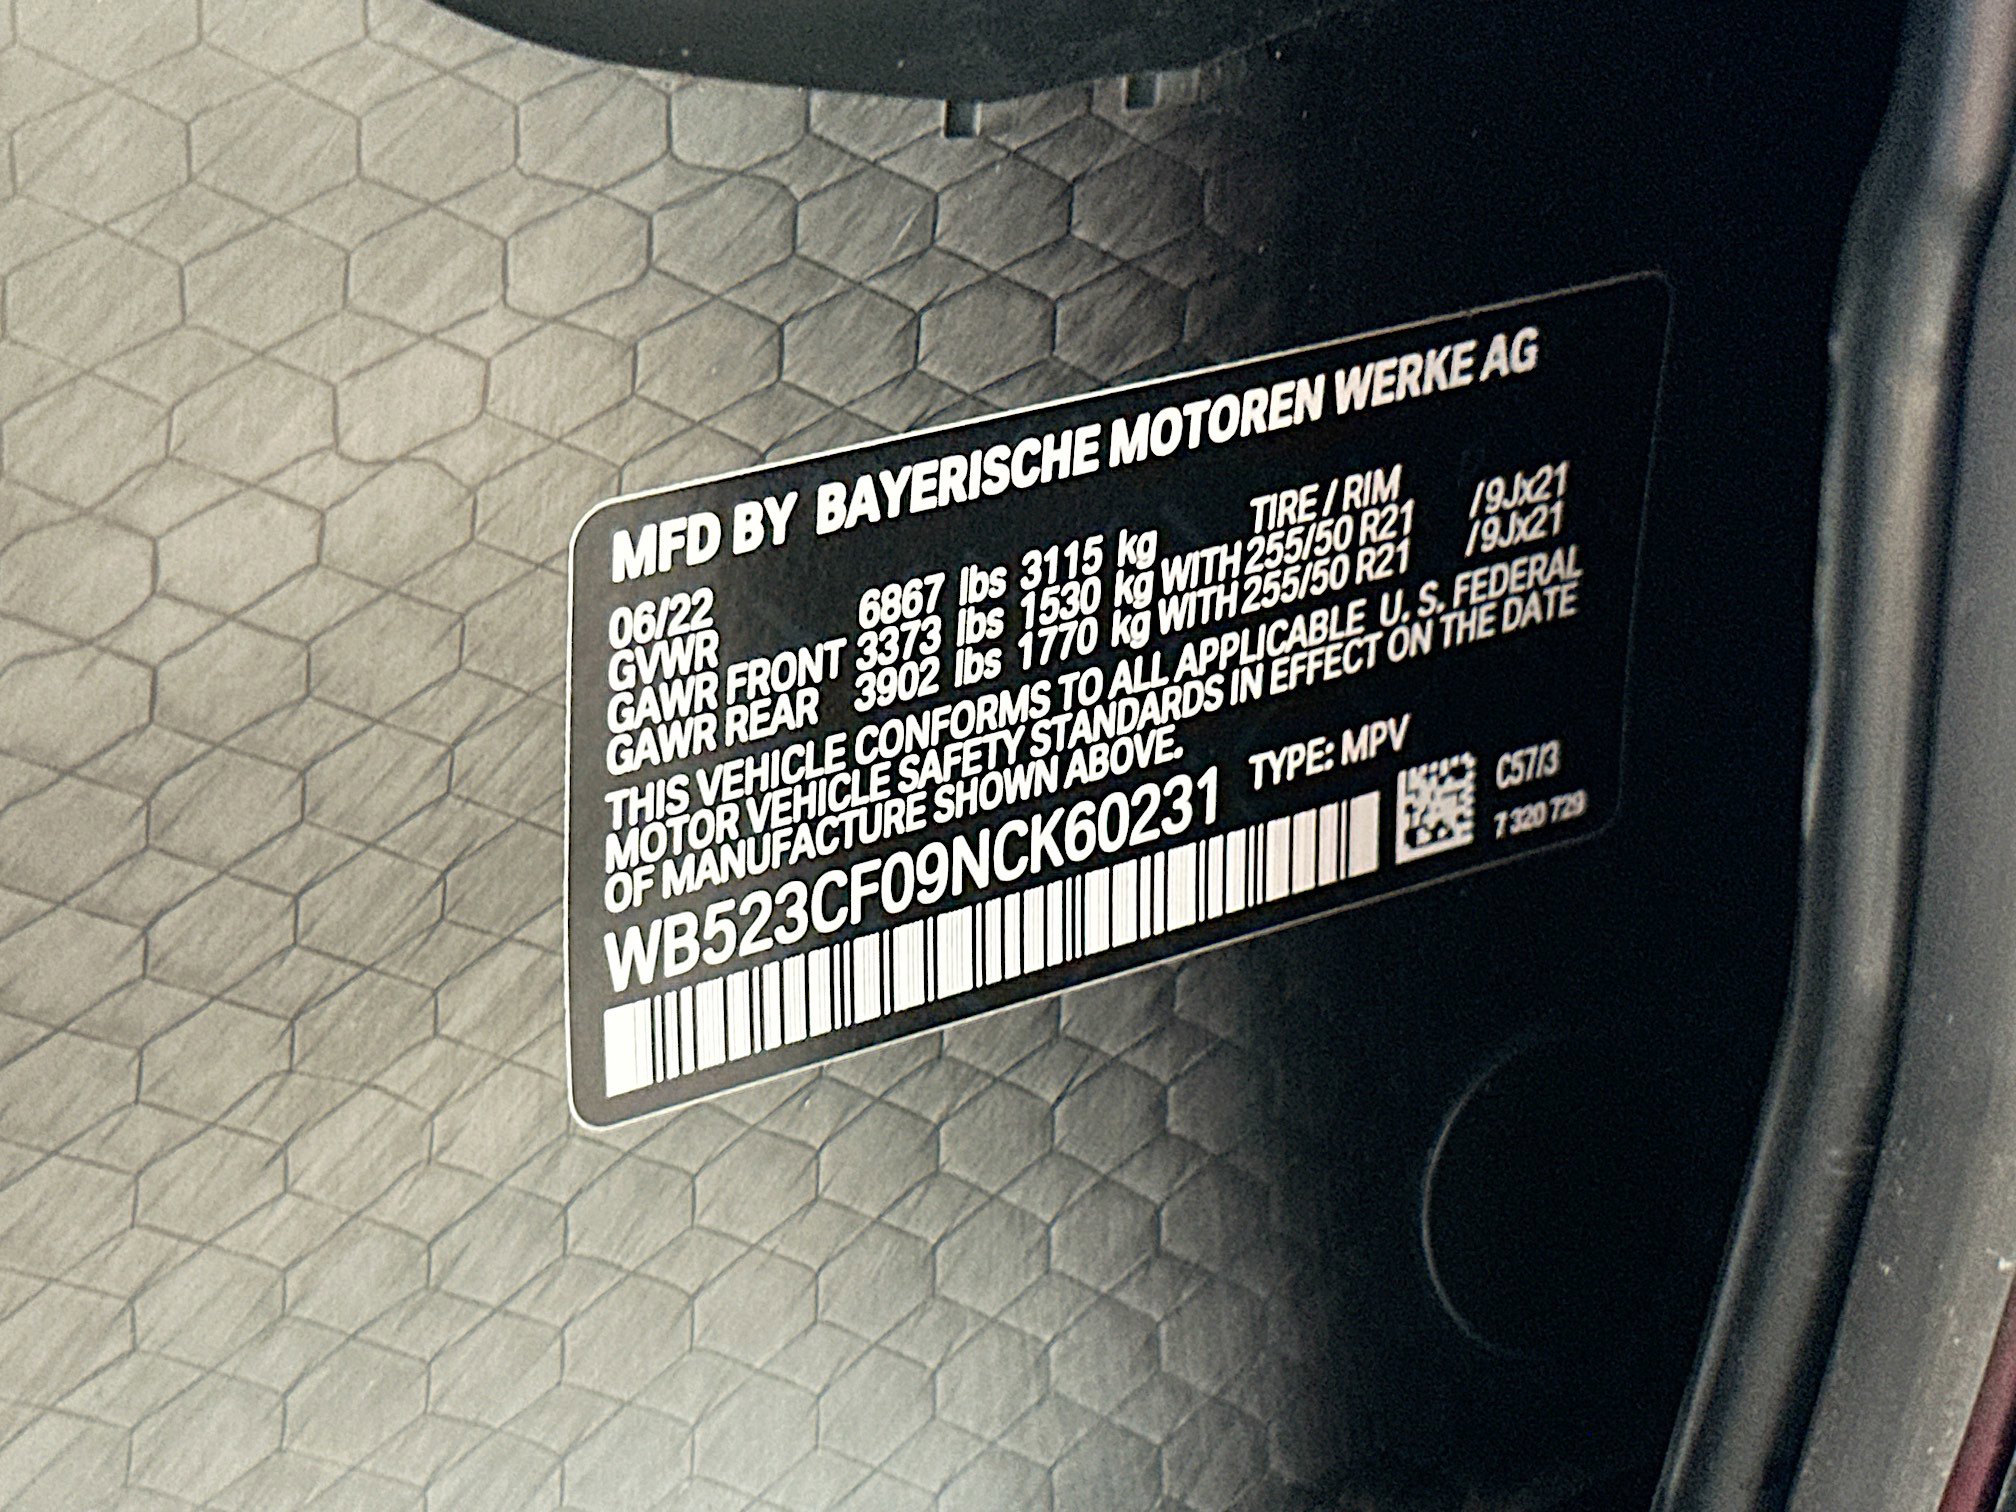 MFD BY BAYERISCHE MOTOREN WERKE AG
06/22 TIRE / RIM
GVWR 6867 lbs 3115 kg
GAWR FRONT 3373 lbs 1530 kg WITH 255/50 R21 /9Jx21
GAWR REAR 3902 lbs 1770 kg WITH 255/50 R21 /9Jx21
THIS VEHICLE CONFORMS TO ALL APPLICABLE U. S. FEDERAL
MOTOR VEHICLE SAFETY STANDARDS IN EFFECT ON THE DATE
OF MANUFACTURE SHOWN ABOVE.
WB523CF09NCK60231 TYPE: MPV
C57/3
7 320 729